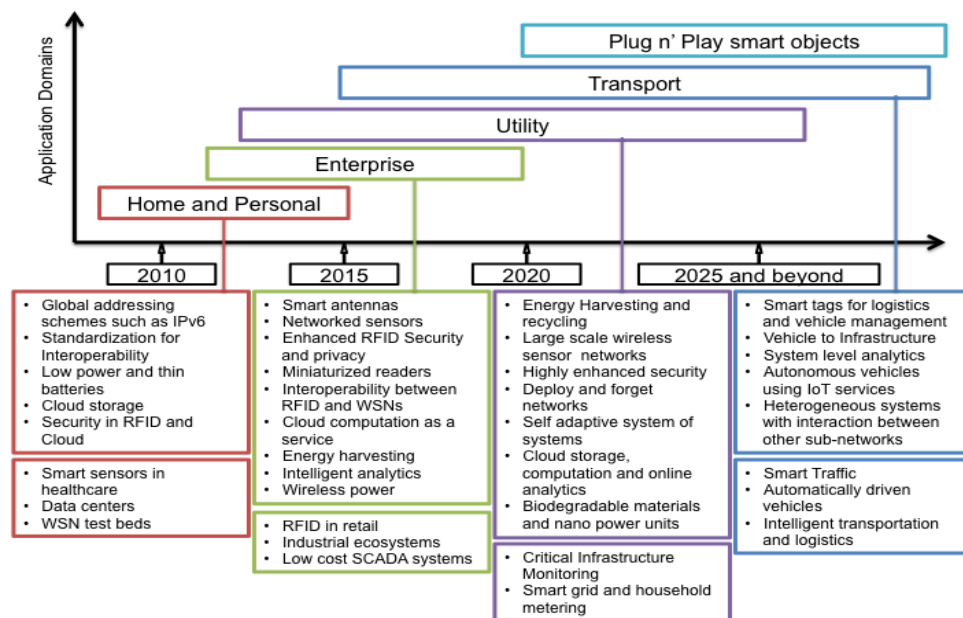 Application Domains
Plug n' Play smart objects
Transport
Utility
Enterprise
Home and Personal
2010
2015
2020
2025 and beyond
• Global addressing
schemes such as IPv6
• Standardization for
Interoperability
• Low power and thin
batteries
• Cloud storage
• Security in RFID and
Cloud
• Smart sensors in
healthcare
• Data centers
• WSN test beds
• Smart antennas
• Networked sensors
• Enhanced RFID Security
and privacy
• Miniaturized readers
• Interoperability between
RFID and WSNs
• Cloud computation as a
service
• Energy harvesting
• Intelligent analytics
• Wireless power
• RFID in retail
• Industrial ecosystems
• Low cost SCADA systems
• Energy Harvesting and
recycling
• Large scale wireless
sensor networks
• Highly enhanced security
• Deploy and forget
networks
• Self adaptive system of
systems
• Cloud storage,
computation and online
analytics
• Biodegradable materials
and nano power units
• Critical Infrastructure
Monitoring
• Smart grid and household
metering
• Smart tags for logistics
and vehicle management
• Vehicle to Infrastructure
• System level analytics
• Autonomous vehicles
using IoT services
• Heterogeneous systems
with interaction between
other sub-networks
• Smart Traffic
• Automatically driven
vehicles
• Intelligent transportation
and logistics